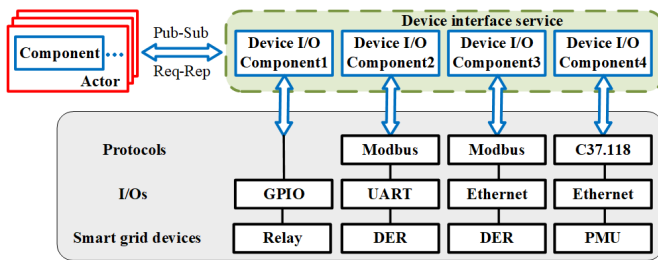 Device interface service
Pub-Sub
Req-Rep
Component ...
Actor
Device I/O
Component1
Device I/O
Component2
Device I/O
Component3
Device I/O
Component4
Protocols
Modbus
Modbus
C37.118
I/Os
GPIO
UART
Ethernet
Ethernet
Smart grid devices
Relay
DER
DER
PMU